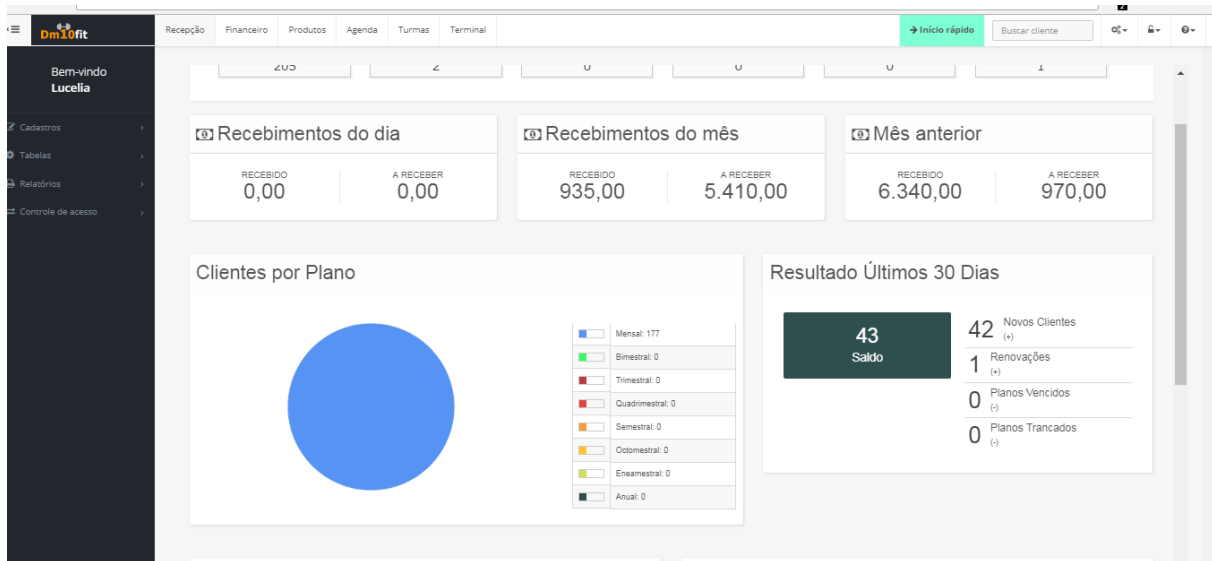 2
Dm10fit
Recepção Financeiro Produtos Agenda Turmas Terminal
Início rápido
Buscar cliente
Bem-vindo
Lucelia
Cadastros
Tabelas
Relatórios
Controle de acesso
205 2 0 0 0 1
Recebimentos do dia
RECEBIDO A RECEBER
0,00 0,00
Recebimentos do mês
RECEBIDO A RECEBER
935,00 5.410,00
Mês anterior
RECEBIDO A RECEBER
6.340,00 970,00
Clientes por Plano
Mensal: 177
Bimestral: 0
Trimestral: 0
Quadrimestral: 0
Semestral: 0
Octomestral: 0
Eneamestral: 0
Anual: 0
Resultado Últimos 30 Dias
43
Saldo
42 Novos Clientes
(+)
1 Renovações
(+)
0 Planos Vencidos
(-)
0 Planos Trancados
(-)